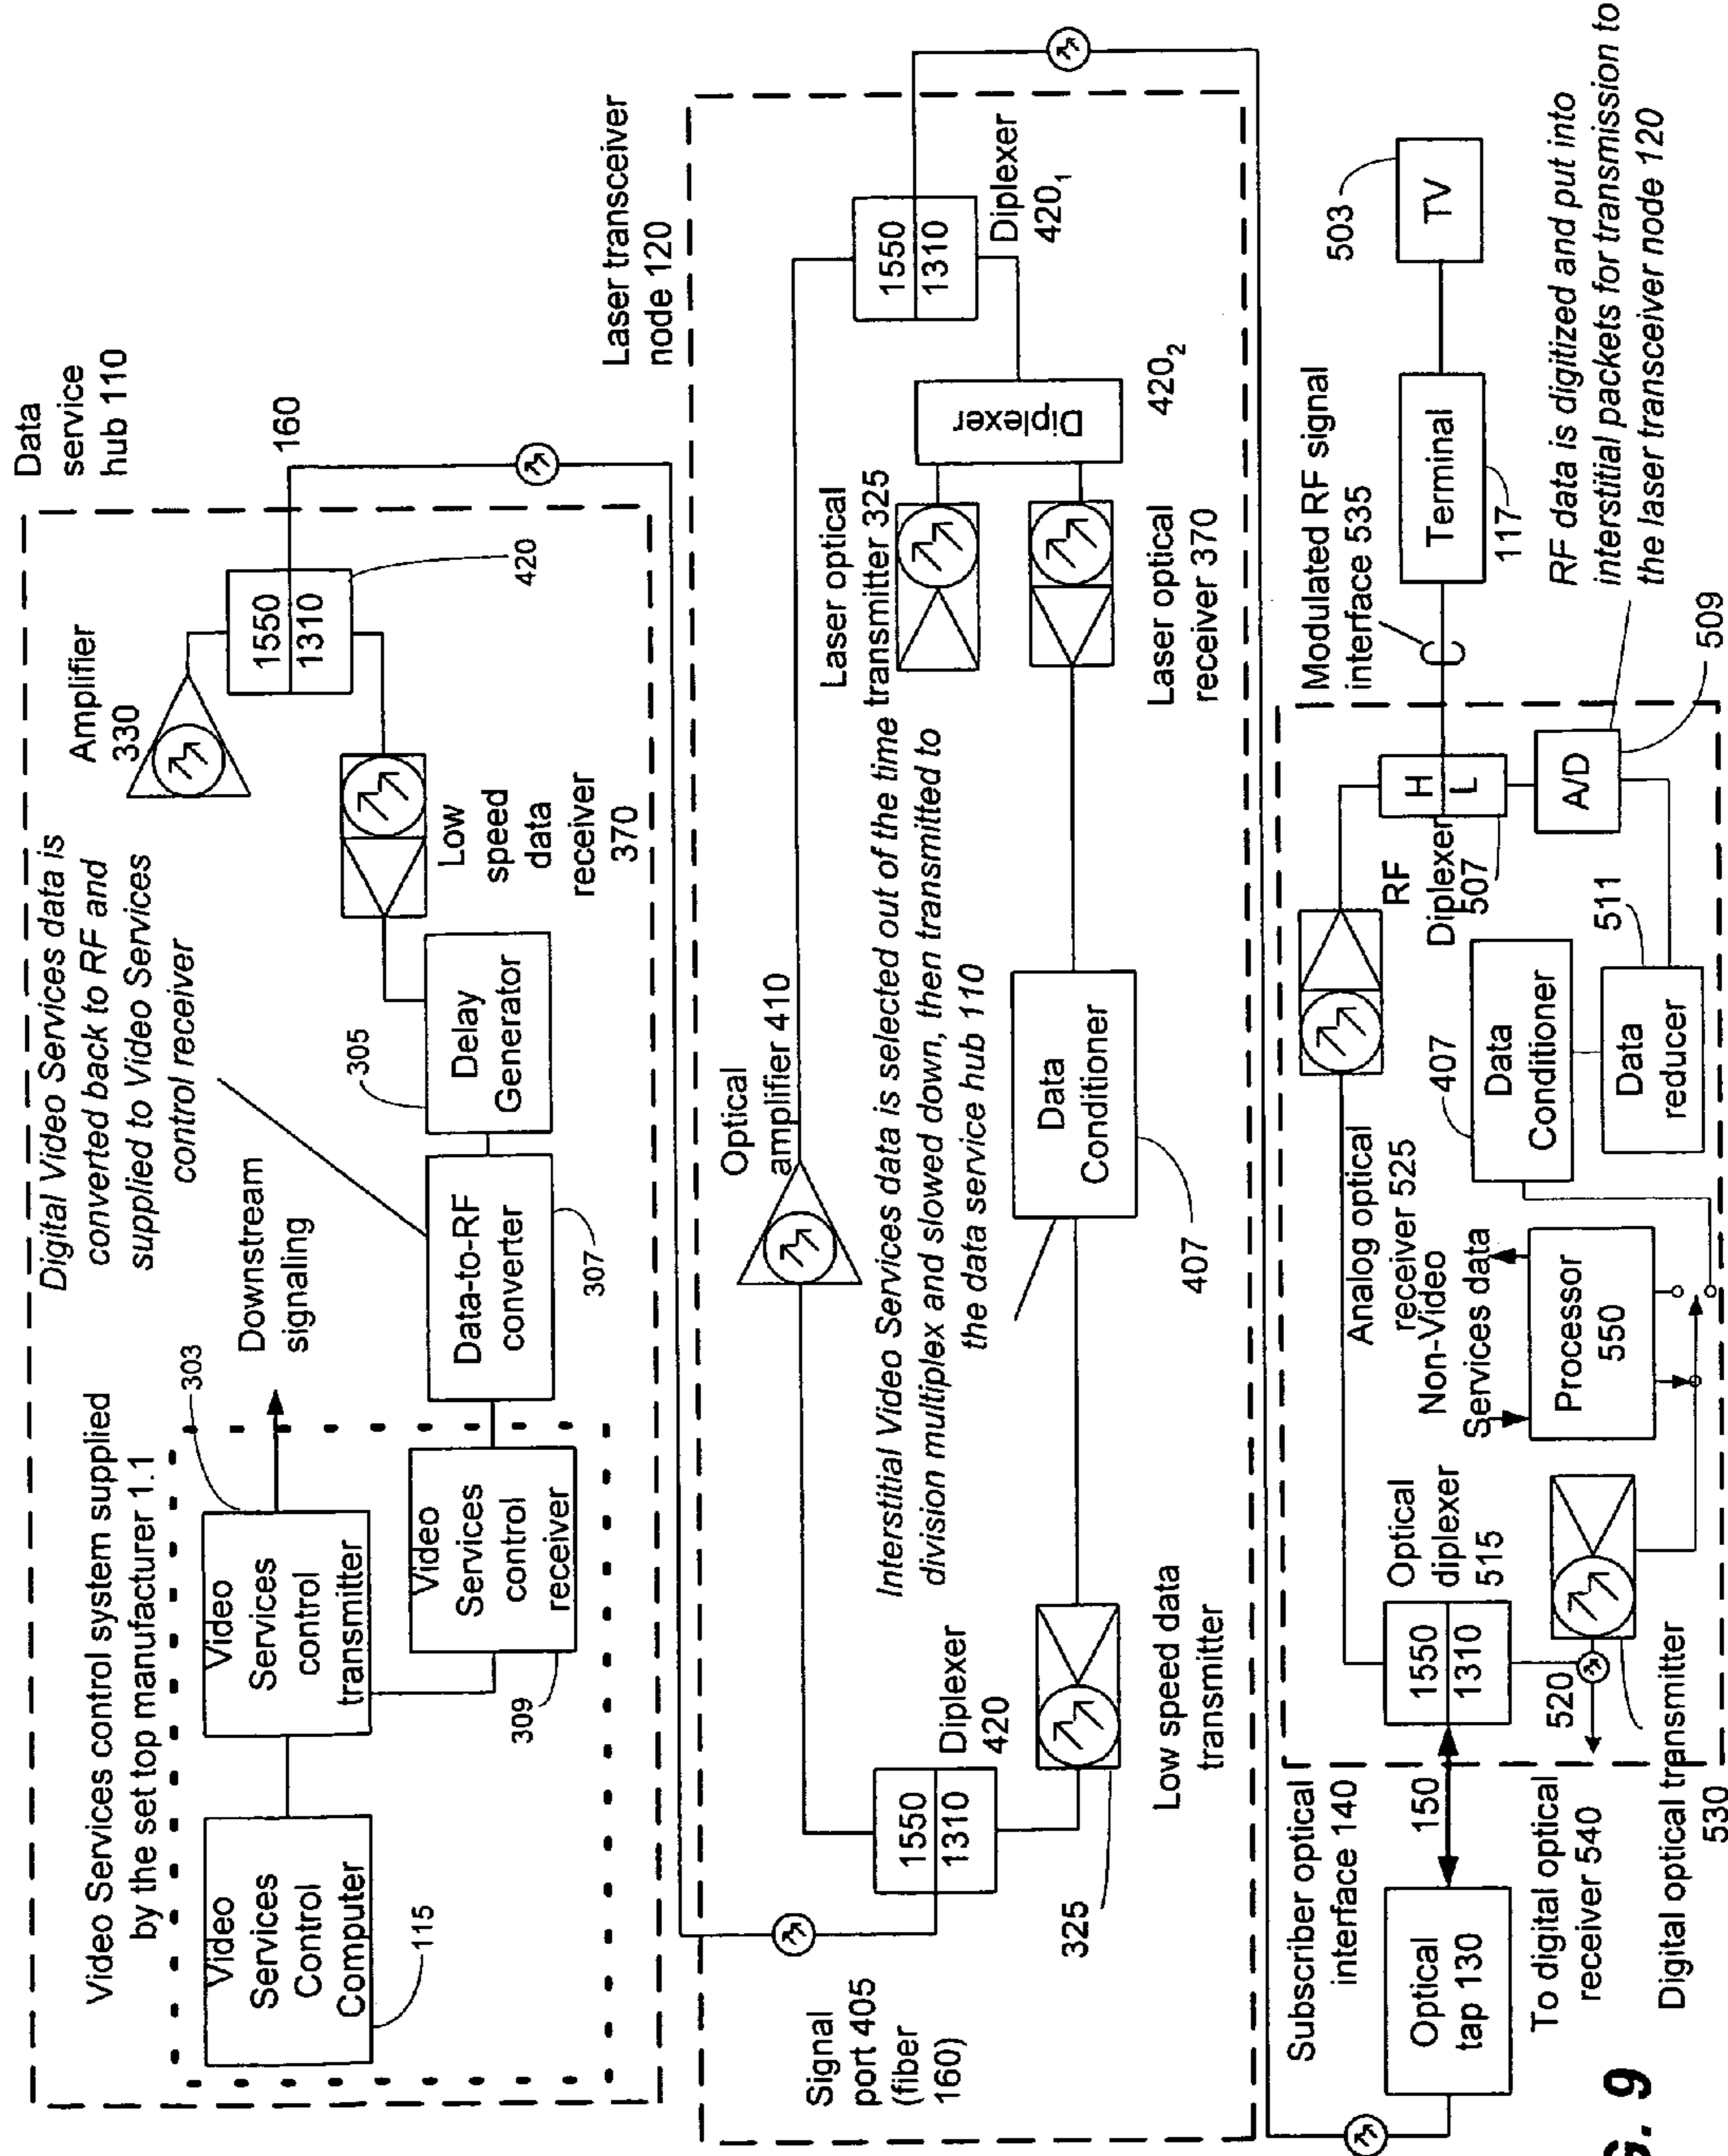 Data
service
hub 110
Digital Video Services data is
converted back to RF and
supplied to Video Services
control receiver
Amplifier
330
160
1550
1310
420
Low
speed
data
receiver
370
305
Delay
Generator
Data-to-RF
converter
307
Downstream
signaling
Video Services control system supplied
by the set top manufacturer 1.1
303
Video
Services
control
transmitter
Video
Services
control
receiver
309
Video
Services
Control
Computer
115
Laser transceiver
node 120
Optical
amplifier 410
1550
1310
Diplexer
420₁
Diplexer
420₂
Laser optical
transmitter 325
Laser optical
receiver 370
Interstitial Video Services data is selected out of the time
division multiplex and slowed down, then transmitted to
the data service hub 110
Data
Conditioner
407
Signal
port 405
(fiber
160)
1550
1310
Diplexer
420
325
Low speed data
transmitter
Subscriber optical
interface 140
150
Optical
tap 130
To digital optical
receiver 540
Digital optical transmitter
530
1550
1310
Optical
diplexer
515
520
Analog optical
receiver 525
Non-Video
Services data
Processor
550
407
Data
Conditioner
Data
reducer
511
RF
Diplexer
507
H
L
A/D
509
Modulated RF signal
interface 535
Terminal
117
503
TV
RF data is digitized and put into
interstitial packets for transmission to
the laser transceiver node 120
G. 9